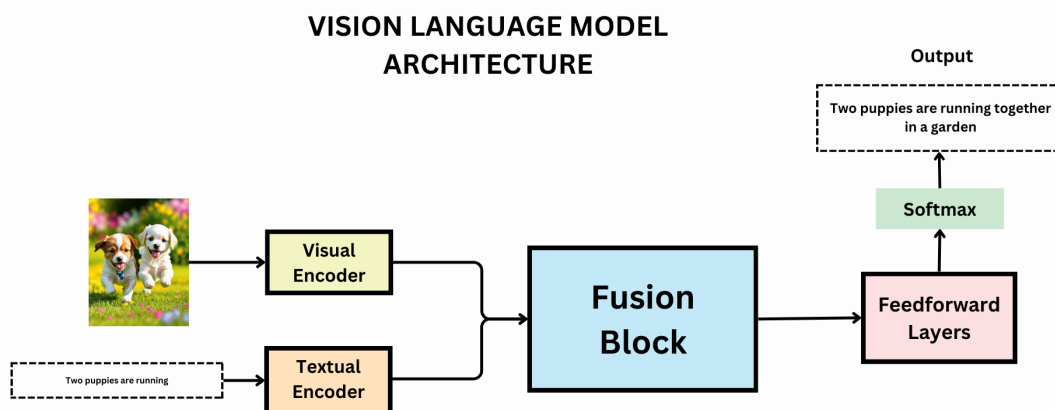 VISION LANGUAGE MODEL
ARCHITECTURE
Output
Two puppies are running together
in a garden
Softmax
Visual
Encoder
Fusion
Block
Feedforward
Layers
Textual
Encoder
Two puppies are running